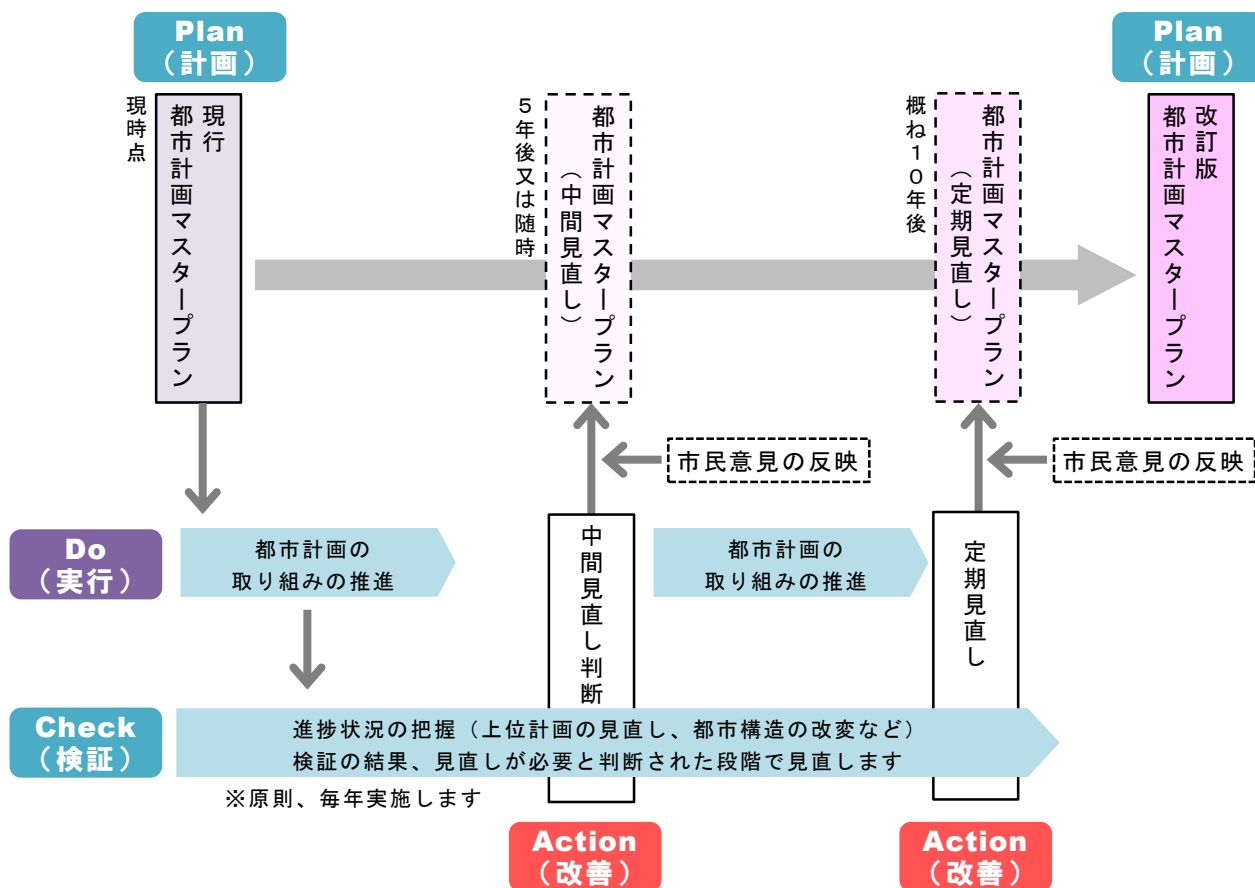 Plan
（計画）
Plan
（計画）
現時点
現行
都市計画マスタープラン
５年後又は随時
都市計画マスタープラン
（中間見直し）
概ね１０年後
都市計画マスタープラン
（定期見直し）
改訂版
都市計画マスタープラン
市民意見の反映
市民意見の反映
Do
（実行）
都市計画の
取り組みの推進
中間見直し判断
都市計画の
取り組みの推進
定期見直し
Check
（検証）
進捗状況の把握（上位計画の見直し、都市構造の改変など）
検証の結果、見直しが必要と判断された段階で見直します
※原則、毎年実施します
Action
（改善）
Action
（改善）